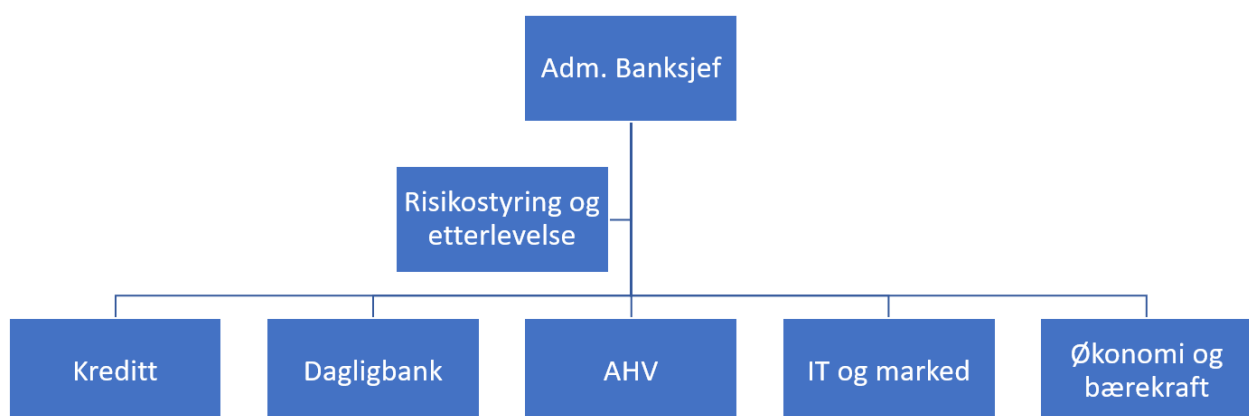 Adm. Banksjef
Risikostyring og
etterlevelse
Kreditt
Dagligbank
AHV
IT og marked
Økonomi og
bærekraft